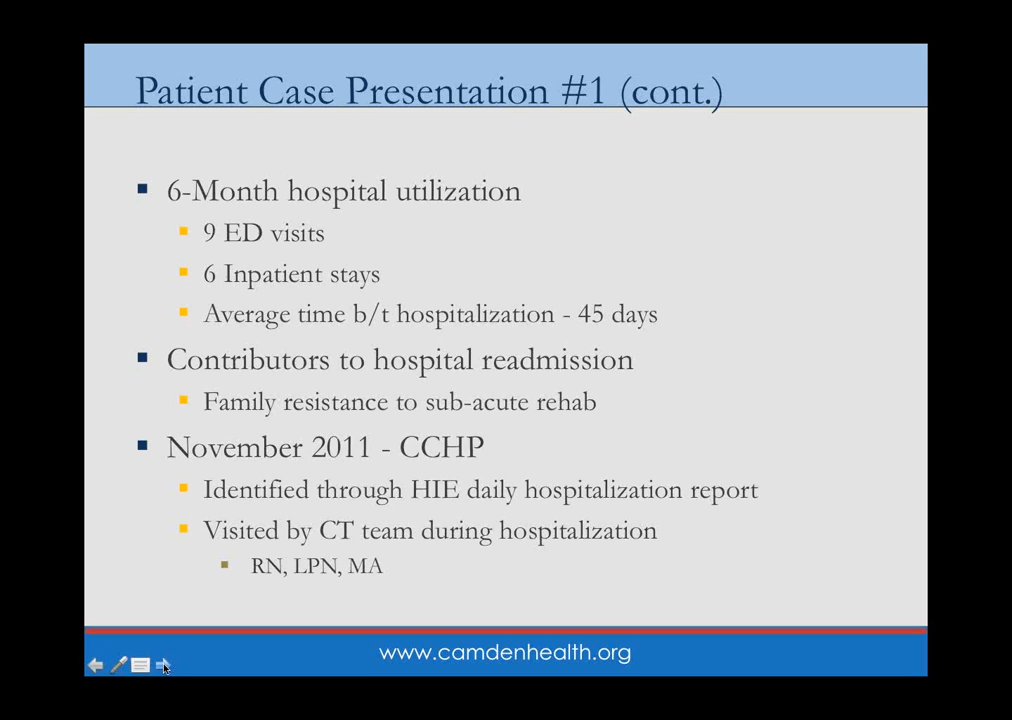 Patient Case Presentation #1 (cont.)
6-Month hospital utilization
9 ED visits
6 Inpatient stays
Average time b/t hospitalization - 45 days
Contributors to hospital readmission
Family resistance to sub-acute rehab
November 2011 - CCHP
Identified through HIE daily hospitalization report
Visited by CT team during hospitalization
RN, LPN, MA
www.camdenhealth.org